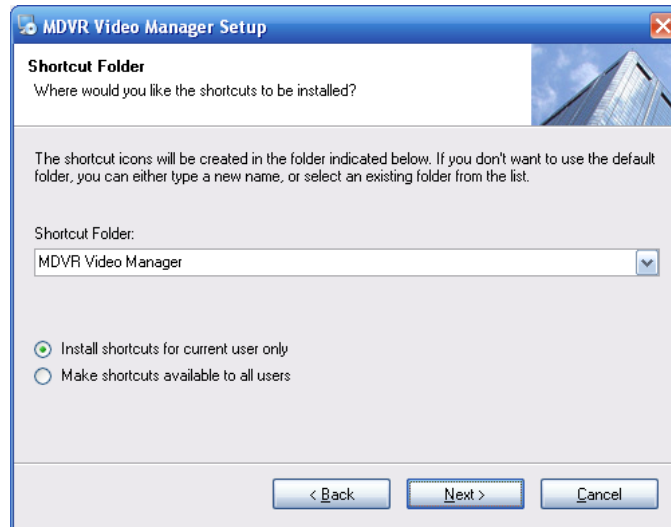 MDVR Video Manager Setup
Shortcut Folder
Where would you like the shortcuts to be installed?
The shortcut icons will be created in the folder indicated below. If you don't want to use the default
folder, you can either type a new name, or select an existing folder from the list.
Shortcut Folder:
MDVR Video Manager
Install shortcuts for current user only
Make shortcuts available to all users
< Back
Next >
Cancel